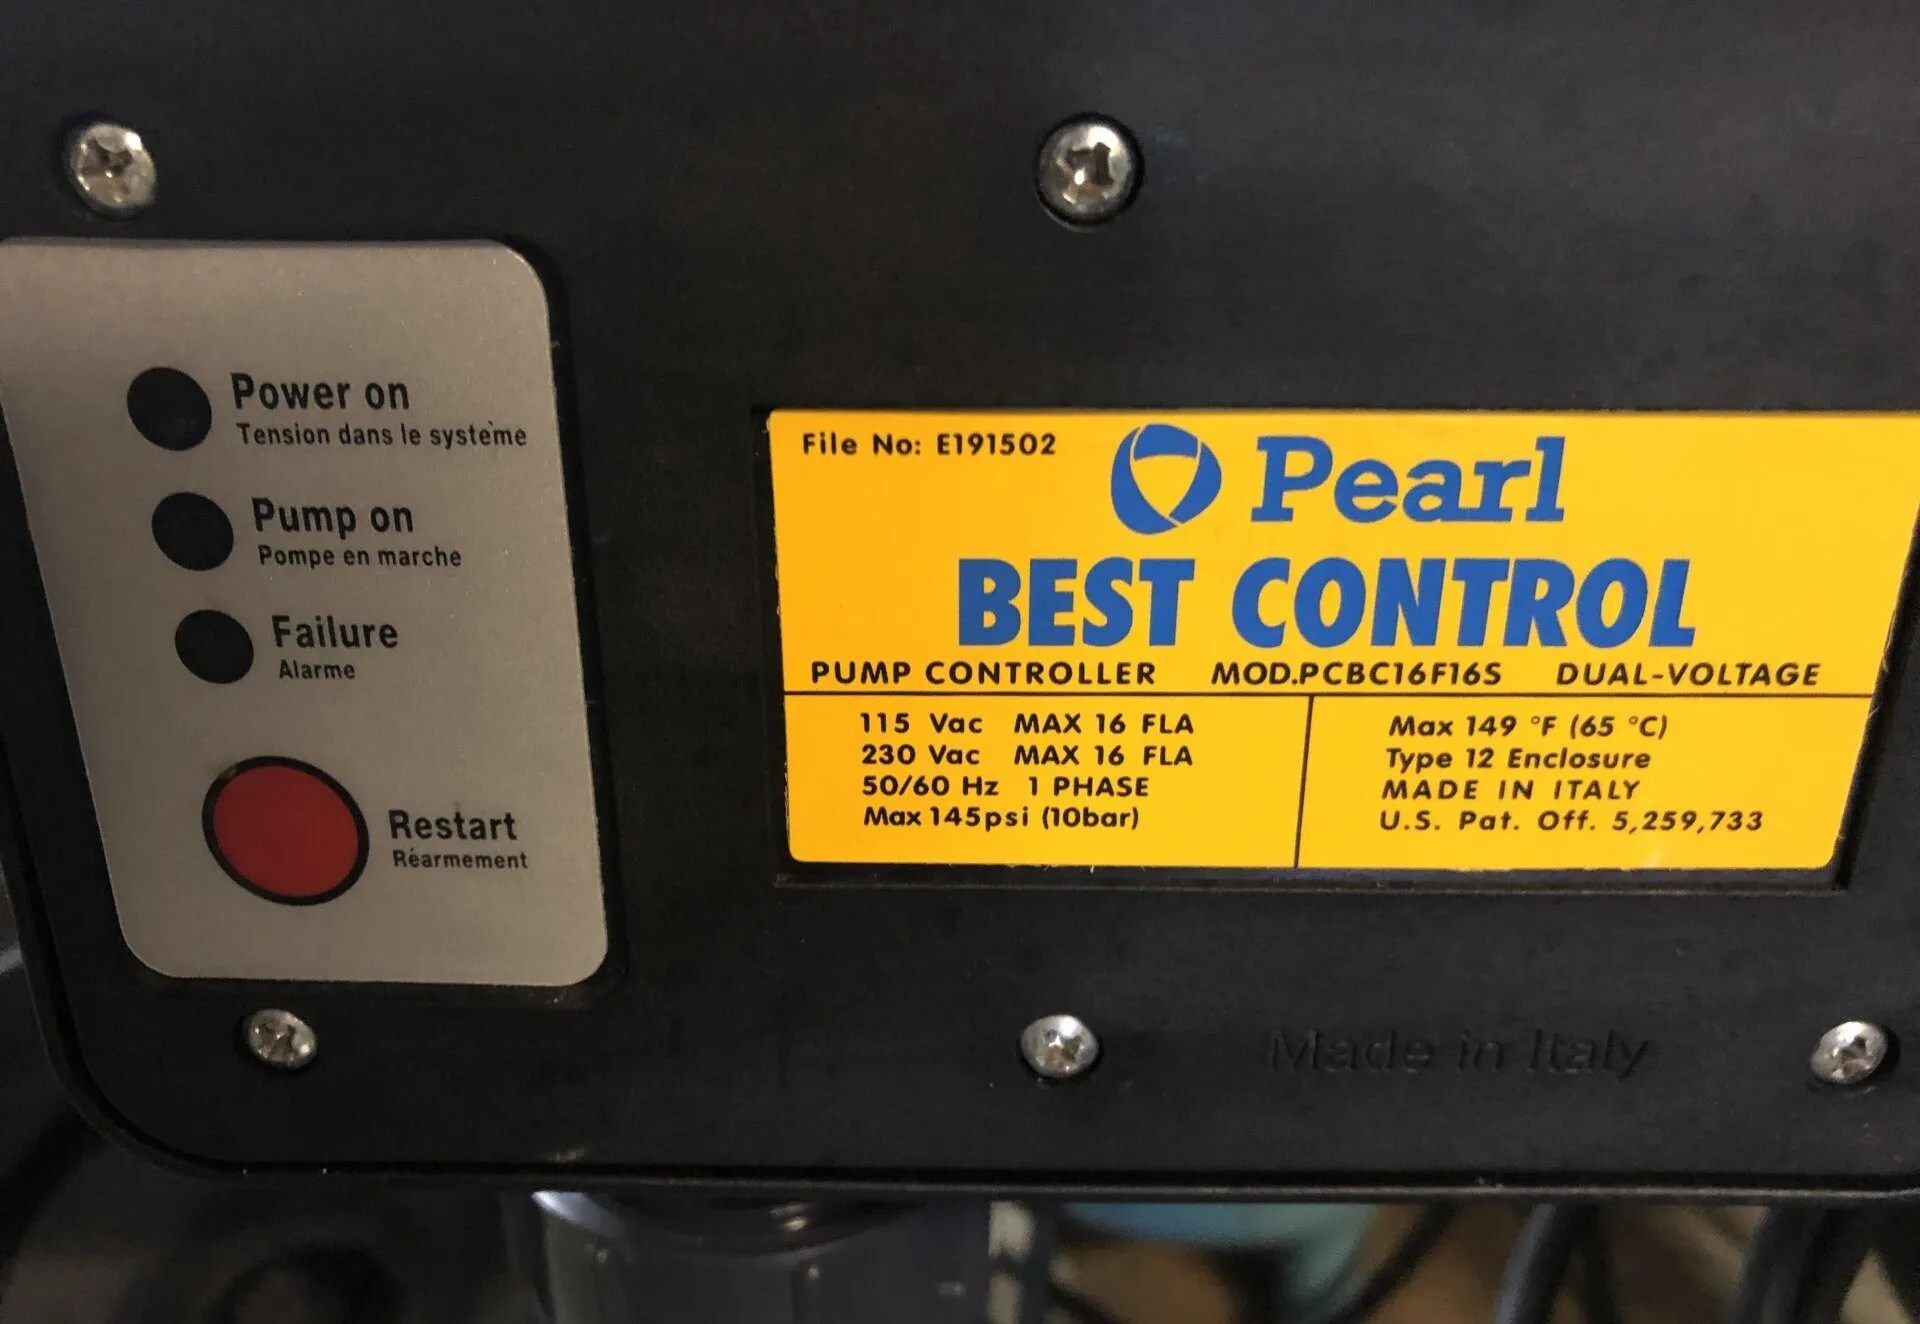 Power on
Tension dans le système
Pump on
Pompe en marche
Failure
Alarme
Restart
Réarmement
File No: E191502
Pearl
BEST CONTROL
PUMP CONTROLLER MOD.PCBC16F16S DUAL-VOLTAGE
115 Vac MAX 16 FLA
230 Vac MAX 16 FLA
50/60 Hz 1 PHASE
Max 145psi (10bar)
Max 149 °F (65 °C)
Type 12 Enclosure
MADE IN ITALY
U.S. Pat. Off. 5,259,733
Made in Italy